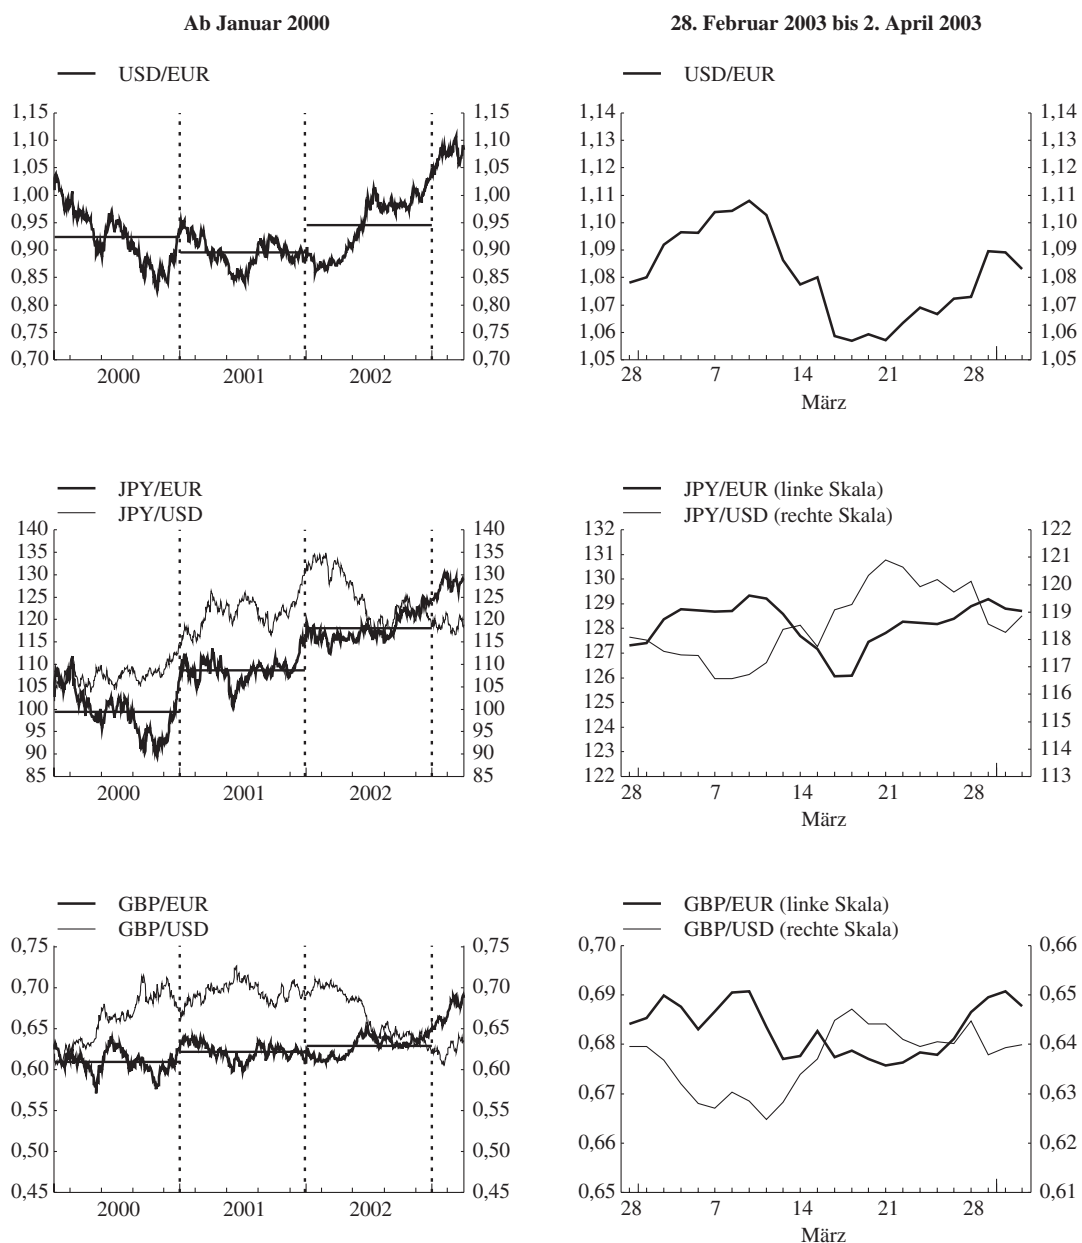 Ab Januar 2000
28. Februar 2003 bis 2. April 2003
USD/EUR
USD/EUR
1,15 1,15
1,10 1,10
1,05 1,05
1,00 1,00
0,95 0,95
0,90 0,90
0,85 0,85
0,80 0,80
0,75 0,75
0,70 0,70
2000 2001 2002
1,14 1,14
1,13 1,13
1,12 1,12
1,11 1,11
1,10 1,10
1,09 1,09
1,08 1,08
1,07 1,07
1,06 1,06
1,05 1,05
28 7 14 21 28
März
JPY/EUR
JPY/USD
140 140
135 135
130 130
125 125
120 120
115 115
110 110
105 105
100 100
95 95
90 90
85 85
2000 2001 2002
JPY/EUR (linke Skala)
JPY/USD (rechte Skala)
132 122
131 121
130 120
129 119
128 118
127 117
126 116
125 115
124 114
123 113
122
28 7 14 21 28
März
GBP/EUR
GBP/USD
0,75 0,75
0,70 0,70
0,65 0,65
0,60 0,60
0,55 0,55
0,50 0,50
0,45 0,45
2000 2001 2002
GBP/EUR (linke Skala)
GBP/USD (rechte Skala)
0,70 0,66
0,69 0,65
0,68 0,64
0,67 0,63
0,66 0,62
0,65 0,61
28 7 14 21 28
März